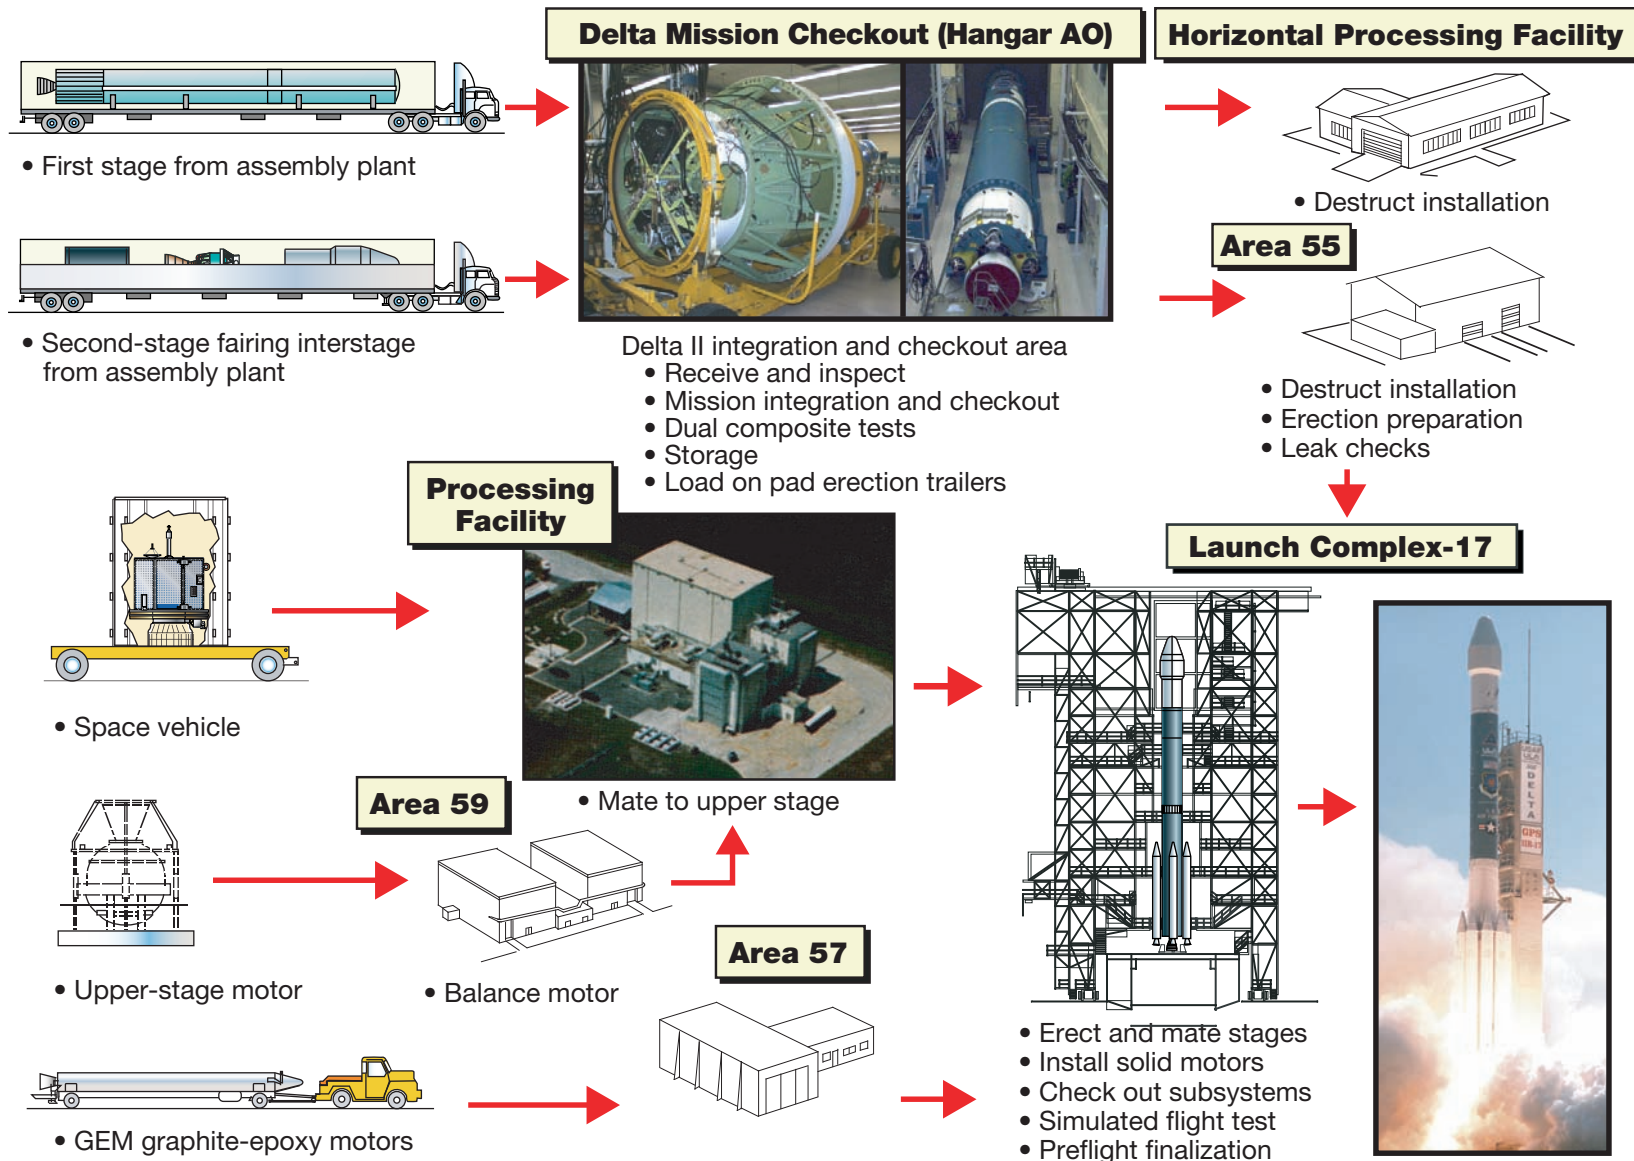 Delta Mission Checkout (Hangar AO)
Horizontal Processing Facility
• First stage from assembly plant
• Destruct installation
Area 55
• Second-stage fairing interstage
from assembly plant
Delta II integration and checkout area
• Receive and inspect
• Mission integration and checkout
• Dual composite tests
• Storage
• Load on pad erection trailers
• Destruct installation
• Erection preparation
• Leak checks
Processing
Facility
Launch Complex-17
• Space vehicle
• Mate to upper stage
Area 59
• Upper-stage motor
• Balance motor
Area 57
• GEM graphite-epoxy motors
• Erect and mate stages
• Install solid motors
• Check out subsystems
• Simulated flight test
• Preflight finalization
DELTA
GPS